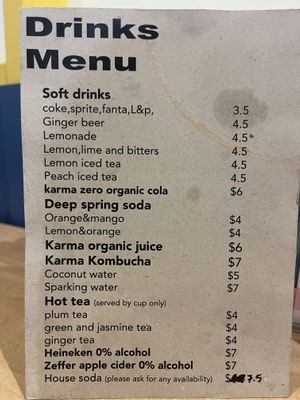 Drinks
Menu
Soft drinks
coke,sprite,fanta,L&p, 3.5
Ginger beer 4.5
Lemonade 4.5
Lemon,lime and bitters 4.5
Lemon iced tea 4.5
Peach iced tea 4.5
karma zero organic cola $6
Deep spring soda
Orange&mango $4
Lemon&orange $4
Karma organic juice $6
Karma Kombucha $7
Coconut water $5
Sparking water $7
Hot tea (served by cup only)
plum tea $4
green and jasmine tea $4
ginger tea $4
Heineken 0% alcohol $7
Zeffer apple cider 0% alcohol $7
House soda (please ask for any availability) $ 7.5